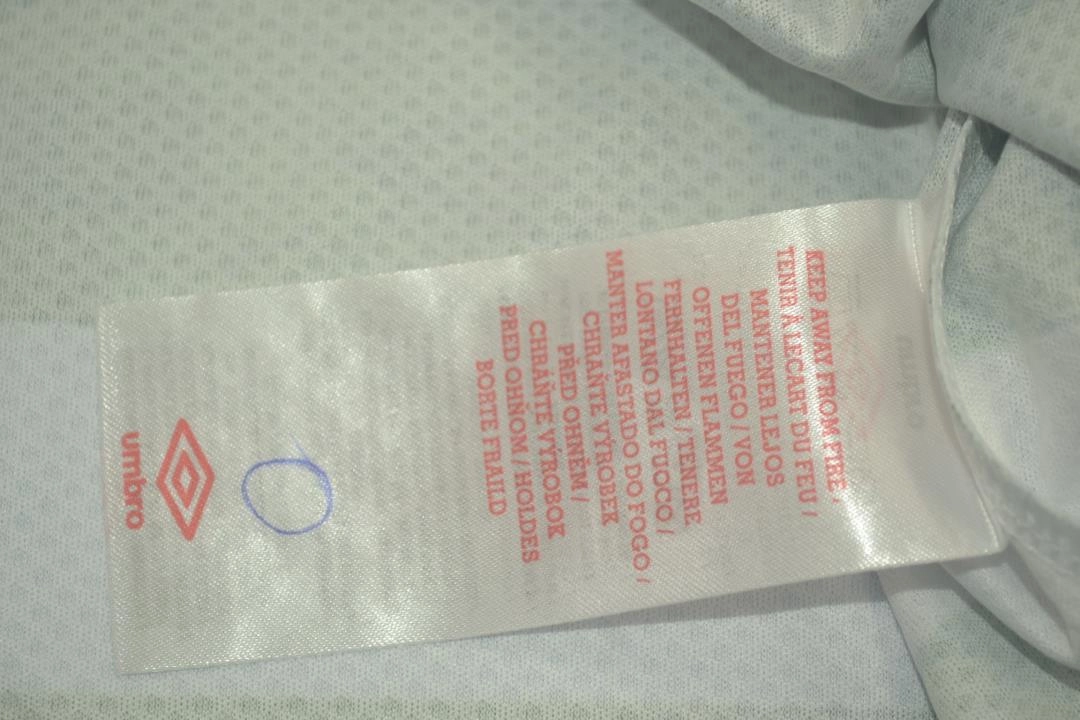 KEEP AWAY FROM FIRE /
TENIR À LECART DU FEU /
MANTENER LEJOS
DEL FUEGO / VON
OFFENEN FLAMMEN
FERNHALTEN / TENERE
LONTANO DAL FUOCO /
MANTER AFASTADO DO FOGO /
CHRAŇTE VÝROBEK
PŘED OHNĚM /
CHRÁŇTE VÝROBOK
PRED OHŇOM / HOLDES
BORTE FRA ILD
umbro